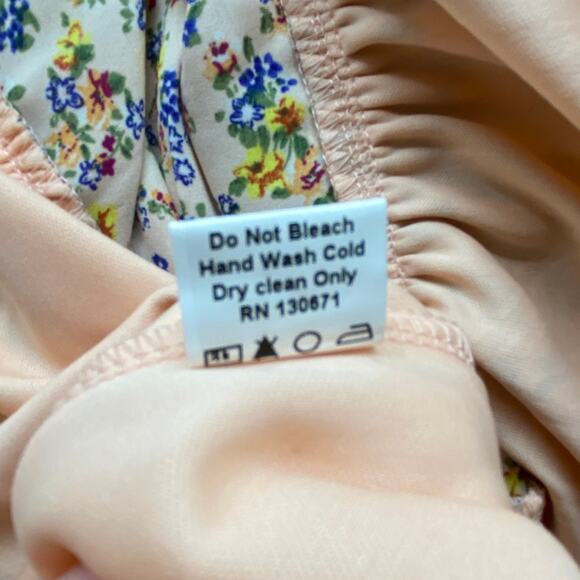 Do Not Bleach
Hand Wash Cold
Dry clean Only
RN 130671